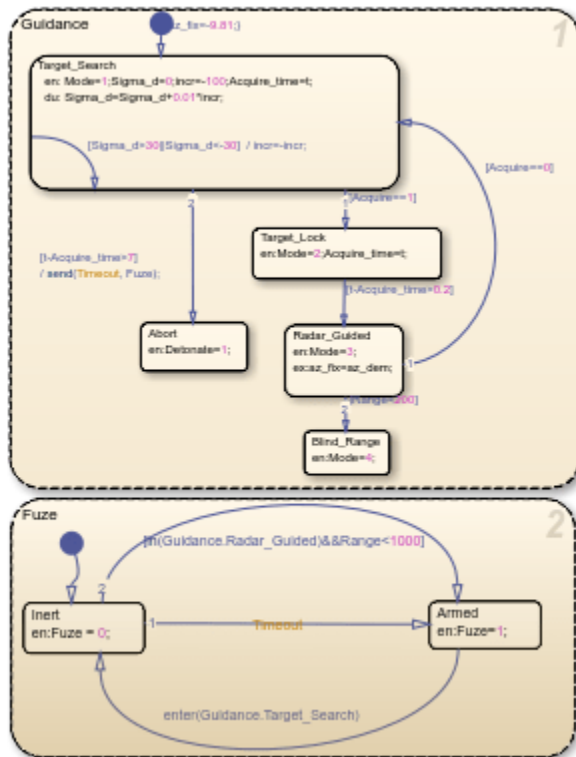 Guidance
1
az_fix=-9.81;}
Target_Search
en: Mode=1;Sigma_d=0;incr=-100;Acquire_time=t;
du: Sigma_d=Sigma_d+0.01*incr;
[Sigma_d>30||Sigma_d<-30] / incr=-incr;
[Acquire==0]
2
1
[Acquire==1]
[t-Acquire_time>7]
/ send(Timeout, Fuze);
Target_Lock
en:Mode=2;Acquire_time=t;
[t-Acquire_time>0.2]
Abort
en:Detonate=1;
Radar_Guided
en:Mode=3;
ex:az_fix=az_dem;
1
2
Blind_Range
en:Mode=4;
Fuze
2
[in(Guidance.Radar_Guided)&&Range<1000]
2
Inert
en:Fuze = 0;
1
Timeout
Armed
en:Fuze=1;
enter(Guidance.Target_Search)